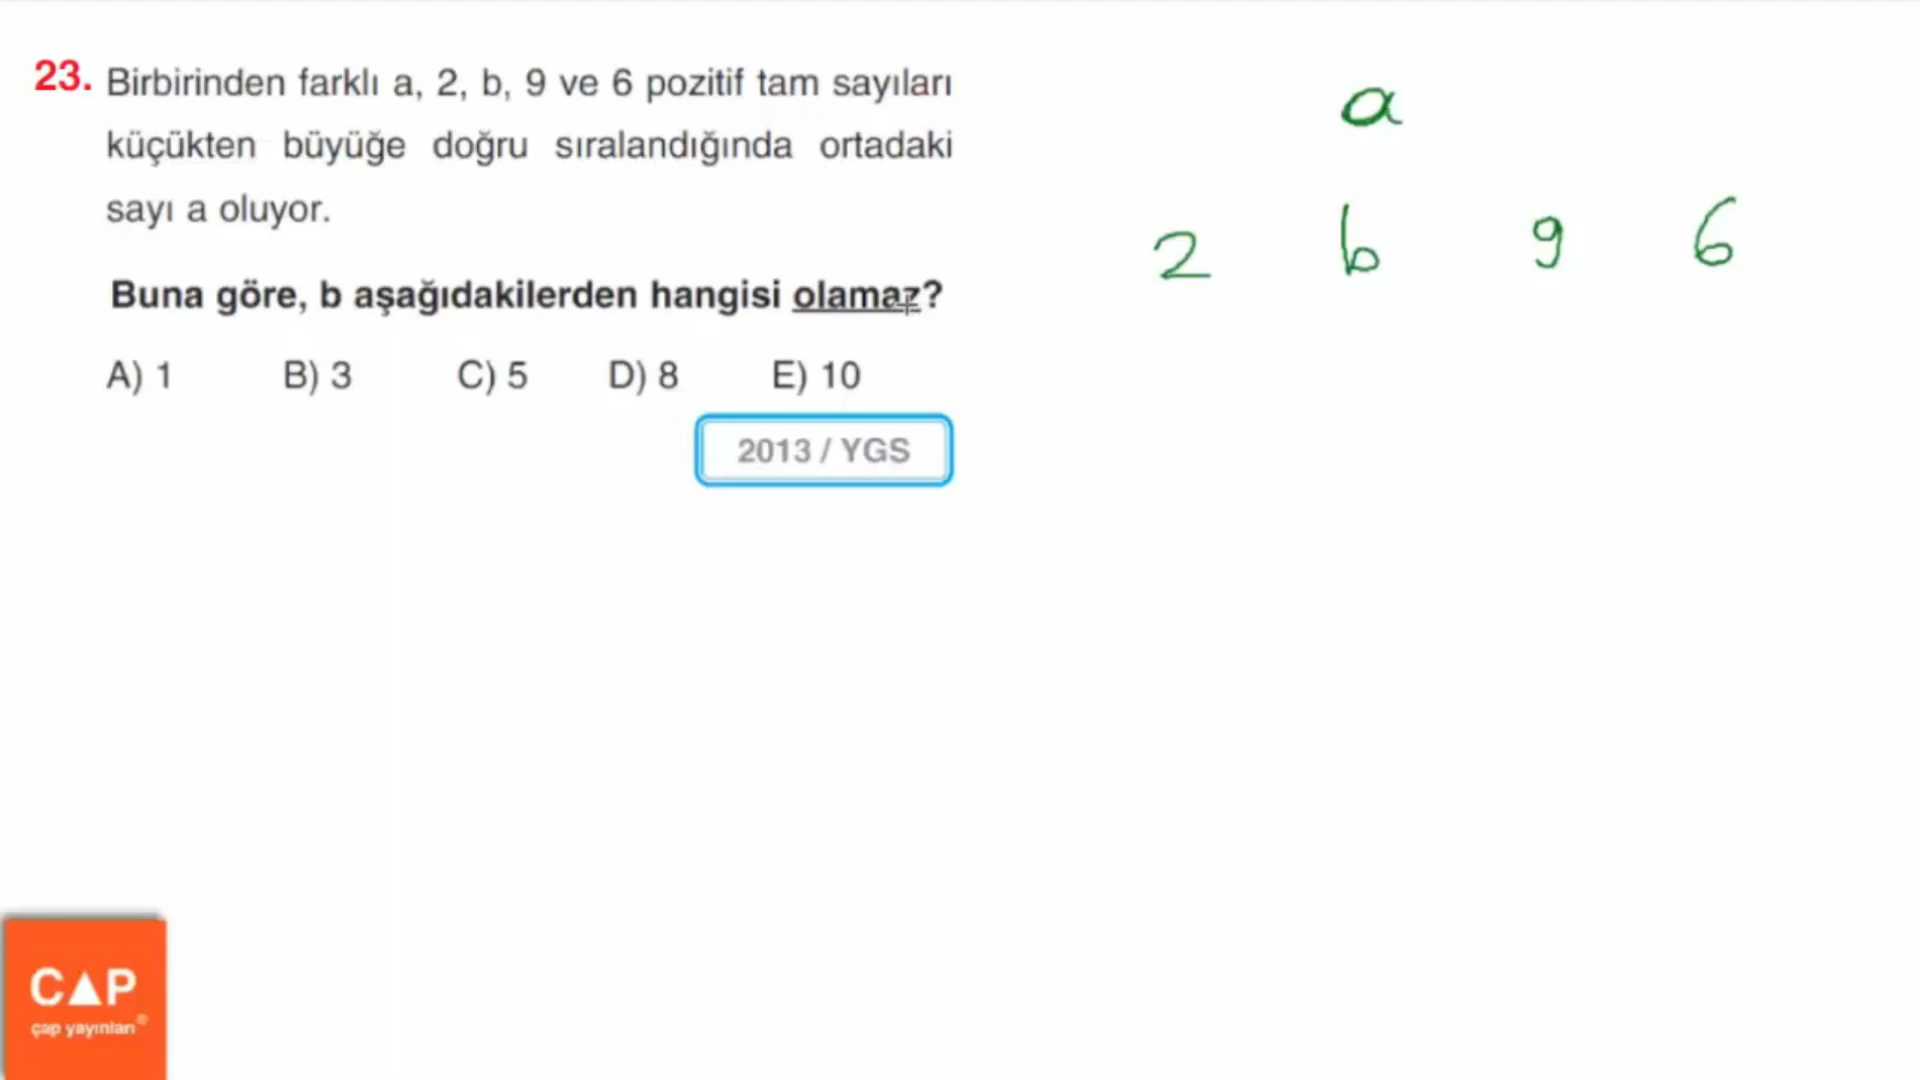 23. Birbirinden farklı a, 2, b, 9 ve 6 pozitif tam sayıları
küçükten büyüğe doğru sıralandığında ortadaki
sayı a oluyor.
Buna göre, b aşağıdakilerden hangisi olamaz?
A) 1 B) 3 C) 5 D) 8 E) 10
2013 / YGS
a
2 b 9 6
CAP
çap yayınları©